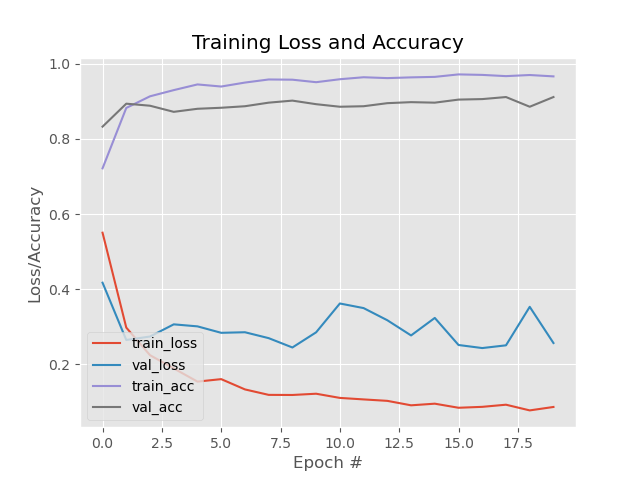 Training Loss and Accuracy
1.0
0.8
0.6
0.4
0.2
Loss/Accuracy
train_loss
val_loss
train_acc
val_acc
0.0 2.5 5.0 7.5 10.0 12.5 15.0 17.5
Epoch #